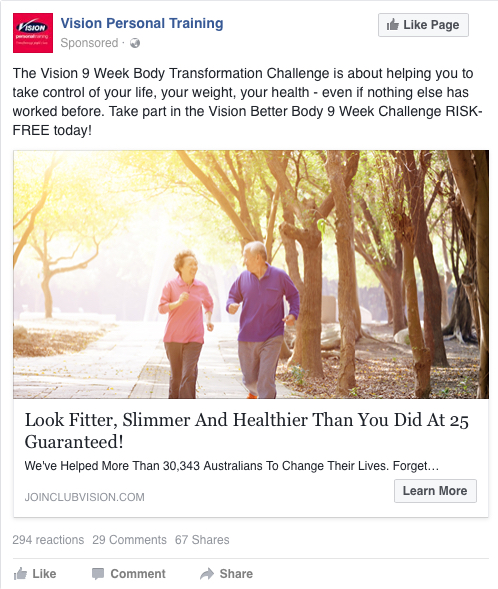 VISION
personal training
Vision Personal Training
Sponsored ·
Like Page
The Vision 9 Week Body Transformation Challenge is about helping you to
take control of your life, your weight, your health - even if nothing else has
worked before. Take part in the Vision Better Body 9 Week Challenge RISK-
FREE today!
Look Fitter, Slimmer And Healthier Than You Did At 25
Guaranteed!
We've Helped More Than 30,343 Australians To Change Their Lives. Forget…
JOINCLUBVISION.COM
Learn More
294 reactions 29 Comments 67 Shares
Like Comment Share